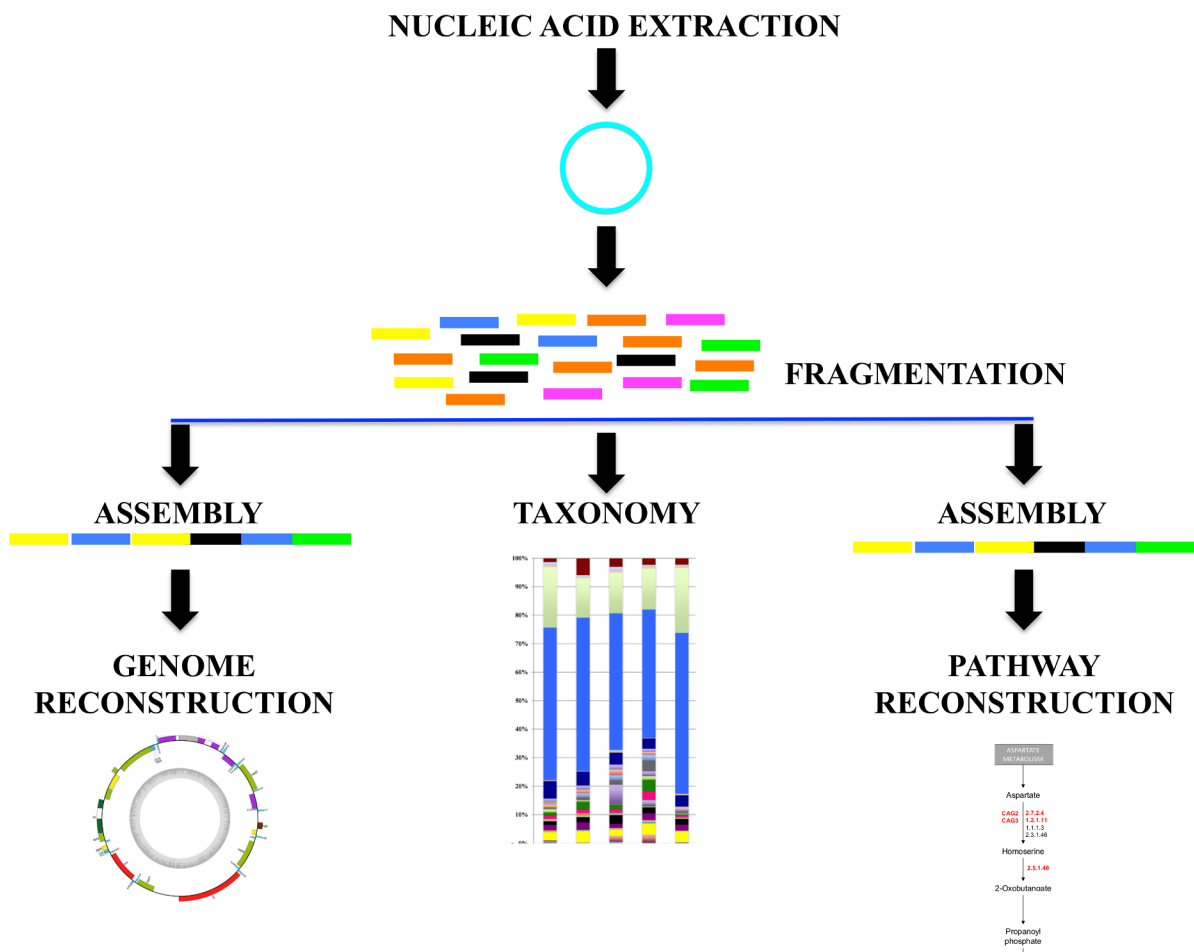 NUCLEIC ACID EXTRACTION
FRAGMENTATION
ASSEMBLY
GENOME
RECONSTRUCTION
TAXONOMY
100%
90%
80%
70%
60%
50%
40%
30%
20%
10%
ASSEMBLY
PATHWAY
RECONSTRUCTION
ASPARTATE
METABOLISM
Aspartate
CAG2 2.7.2.4
CAG3 1.2.1.11
1.1.1.3
2.3.1.46
Homoserine
2.5.1.48
2-Oxobutanoate
Propanoyl
phosphate